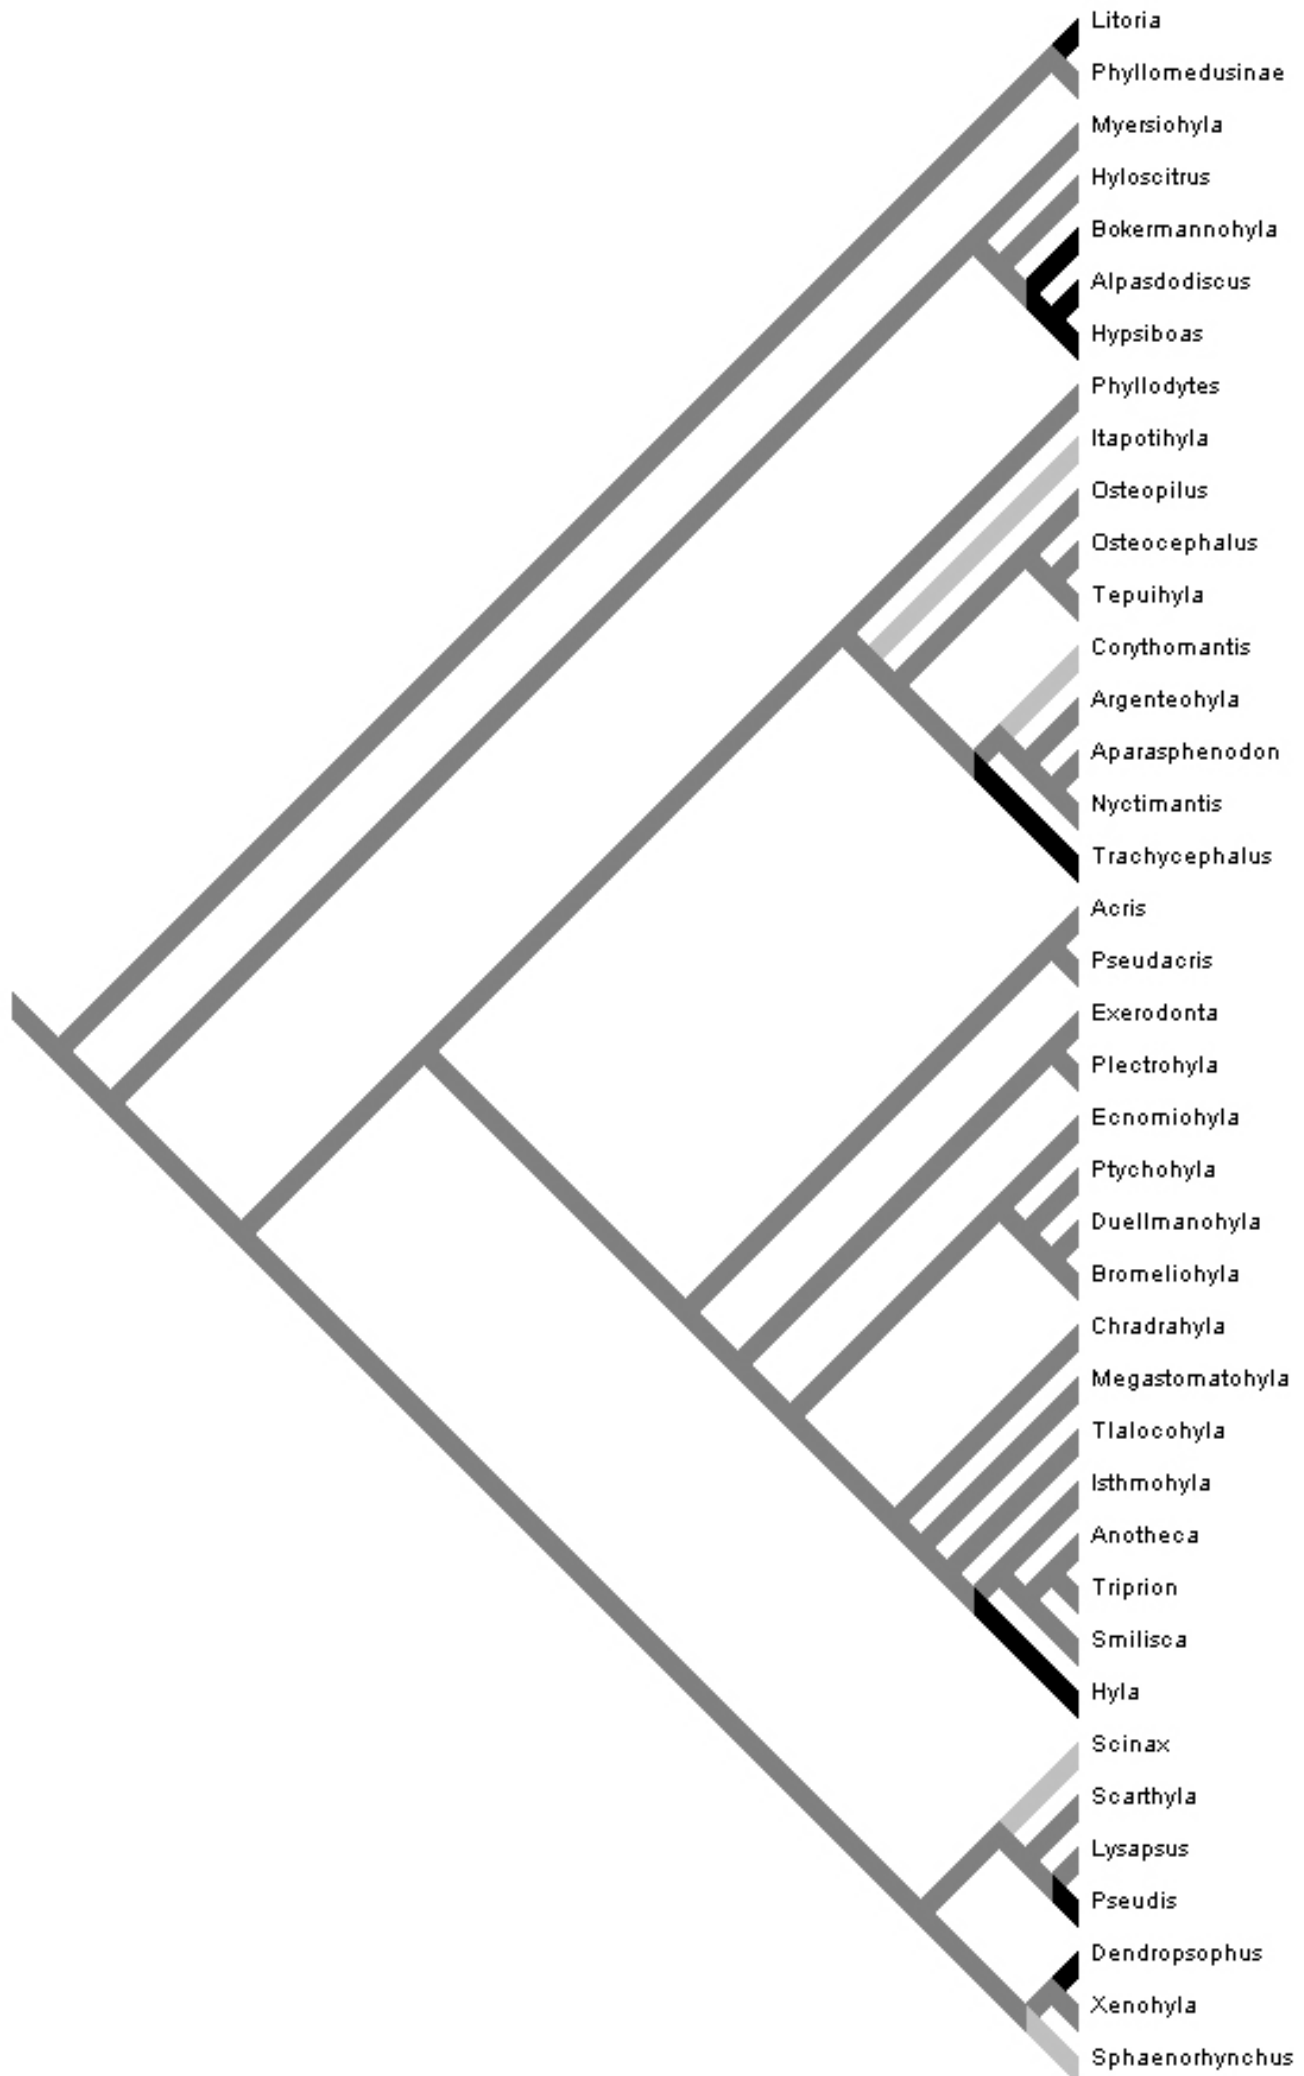 Litoria
Phyllomedusinae
Myersiohyla
Hyloscitrus
Bokermannohyla
Alpasdodiscus
Hypsiboas
Phyllodytes
Itapotihyla
Osteopilus
Osteocephalus
Tepuihyla
Corythomantis
Argenteohyla
Aparasphenodon
Nyctimantis
Trachycephalus
Acris
Pseudacris
Exerodonta
Plectrohyla
Ecnomiohyla
Ptychohyla
Duellmanohyla
Bromeliohyla
Chradrahyla
Megastomatohyla
Tlalocohyla
Isthmohyla
Anotheca
Triprion
Smilisca
Hyla
Scinax
Scarthyla
Lysapsus
Pseudis
Dendropsophus
Xenohyla
Sphaenorhynchus